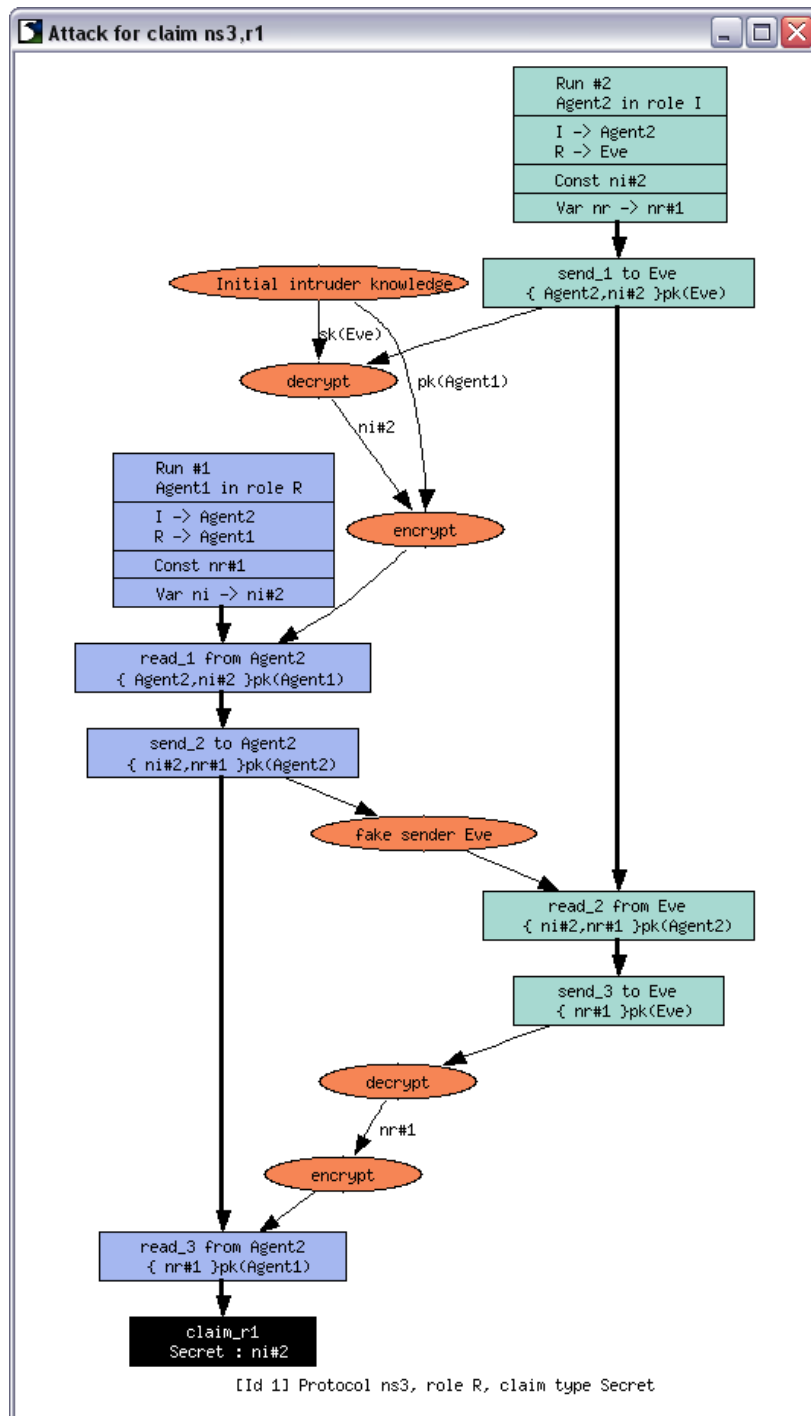 Attack for claim ns3,r1
Run #2
Agent2 in role I
I -> Agent2
R -> Eve
Const ni#2
Var nr -> nr#1
send_1 to Eve
{ Agent2,ni#2 }pk(Eve)
Initial intruder knowledge
sk(Eve)
decrypt
pk(Agent1)
ni#2
Run #1
Agent1 in role R
I -> Agent2
R -> Agent1
Const nr#1
Var ni -> ni#2
encrypt
read_1 from Agent2
{ Agent2,ni#2 }pk(Agent1)
send_2 to Agent2
{ ni#2,nr#1 }pk(Agent2)
fake sender Eve
read_2 from Eve
{ ni#2,nr#1 }pk(Agent2)
send_3 to Eve
{ nr#1 }pk(Eve)
decrypt
nr#1
encrypt
read_3 from Agent2
{ nr#1 }pk(Agent1)
claim_r1
Secret : ni#2
[Id 1] Protocol ns3, role R, claim type Secret